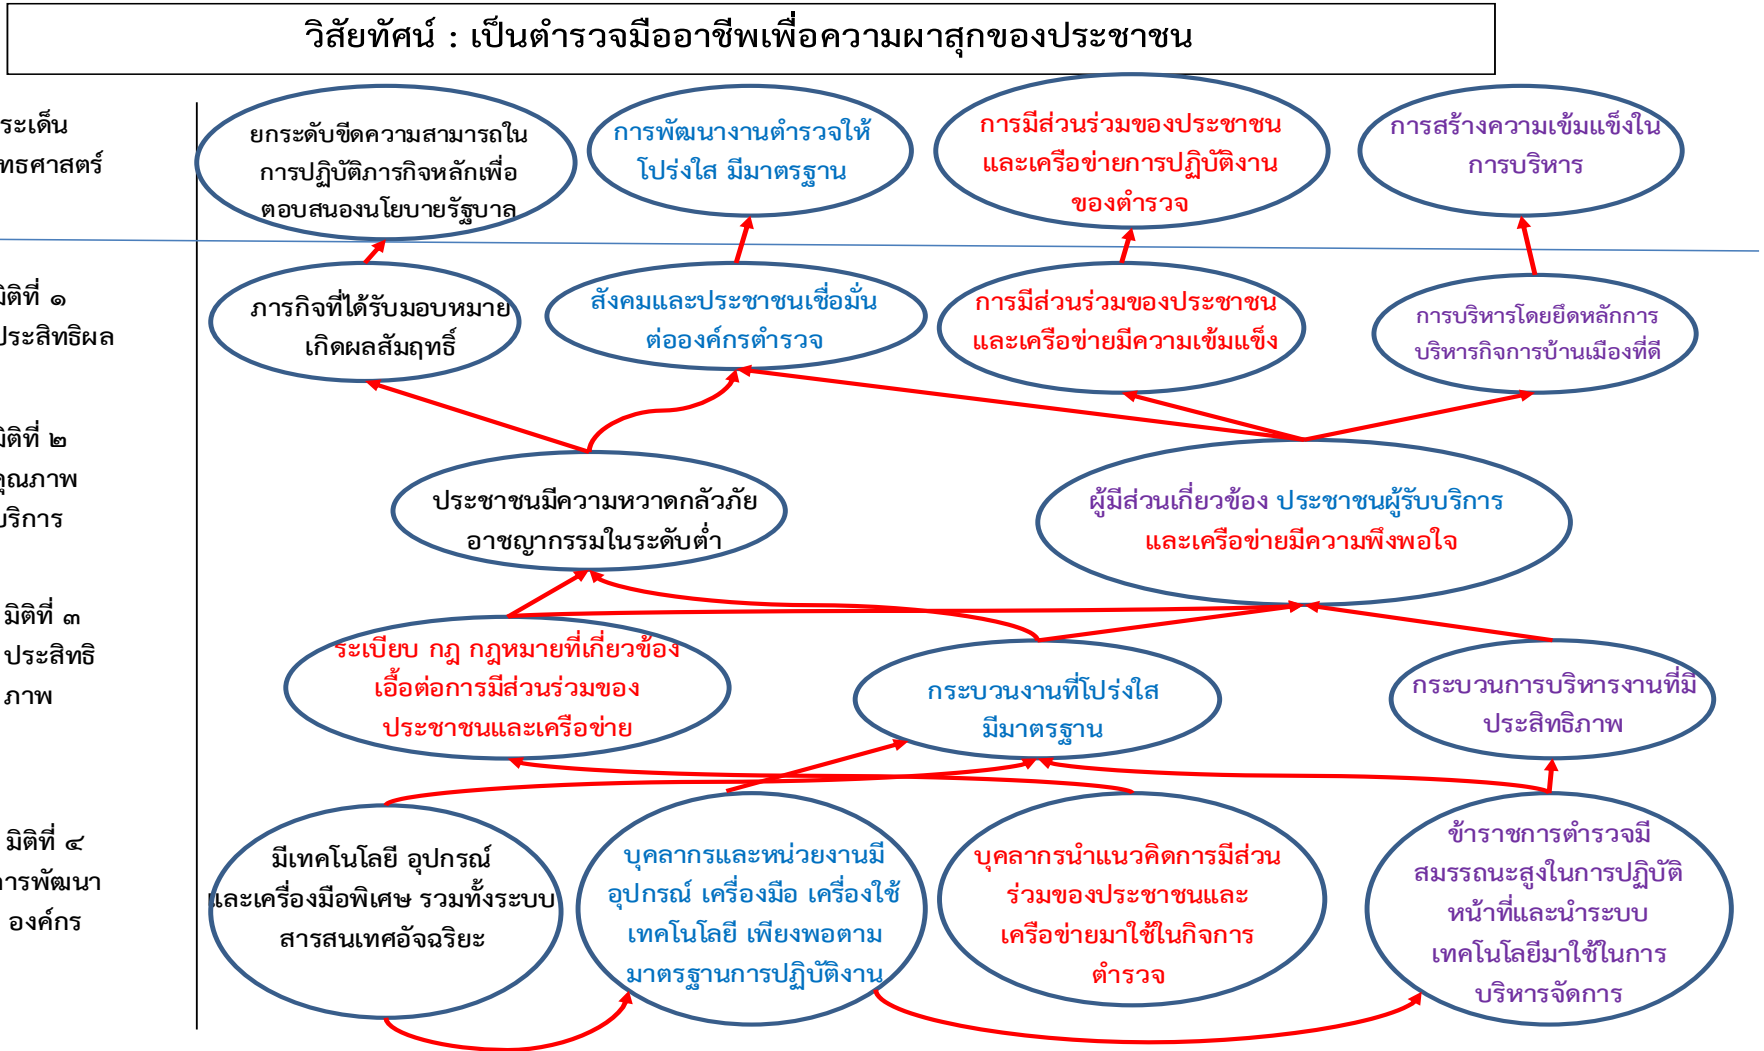 วิสัยทัศน์ : เป็นตำรวจมืออาชีพเพื่อความผาสุกของประชาชน
ระเด็น
ทธศาสตร์
ยกระดับขีดความสามารถใน
การปฏิบัติภารกิจหลักเพื่อ
ตอบสนองนโยบายรัฐบาล
การพัฒนางานตำรวจให้
โปร่งใส มีมาตรฐาน
การมีส่วนร่วมของประชาชน
และเครือข่ายการปฏิบัติงาน
ของตำรวจ
การสร้างความเข้มแข็งใน
การบริหาร
มิติที่ ๑
ประสิทธิผล
ภารกิจที่ได้รับมอบหมาย
เกิดผลสัมฤทธิ์
สังคมและประชาชนเชื่อมั่น
ต่อองค์กรตำรวจ
การมีส่วนร่วมของประชาชน
และเครือข่ายมีความเข้มแข็ง
การบริหารโดยยึดหลักการ
บริหารกิจการบ้านเมืองที่ดี
มิติที่ ๒
คุณภาพ
บริการ
ประชาชนมีความหวาดกลัวภัย
อาชญากรรมในระดับต่ำ
ผู้มีส่วนเกี่ยวข้อง ประชาชนผู้รับบริการ
และเครือข่ายมีความพึงพอใจ
มิติที่ ๓
ประสิทธิ
ภาพ
ระเบียบ กฎ กฎหมายที่เกี่ยวข้อง
เอื้อต่อการมีส่วนร่วมของ
ประชาชนและเครือข่าย
กระบวนงานที่โปร่งใส
มีมาตรฐาน
กระบวนการบริหารงานที่มี
ประสิทธิภาพ
มิติที่ ๔
การพัฒนา
องค์กร
มีเทคโนโลยี อุปกรณ์
และเครื่องมือพิเศษ รวมทั้งระบบ
สารสนเทศอัจฉริยะ
บุคลากรและหน่วยงานมี
อุปกรณ์ เครื่องมือ เครื่องใช้
เทคโนโลยี เพียงพอตาม
มาตรฐานการปฏิบัติงาน
บุคลากรนำแนวคิดการมีส่วน
ร่วมของประชาชนและ
เครือข่ายมาใช้ในกิจการ
ตำรวจ
ข้าราชการตำรวจมี
สมรรถนะสูงในการปฏิบัติ
หน้าที่และนำระบบ
เทคโนโลยีมาใช้ในการ
บริหารจัดการ